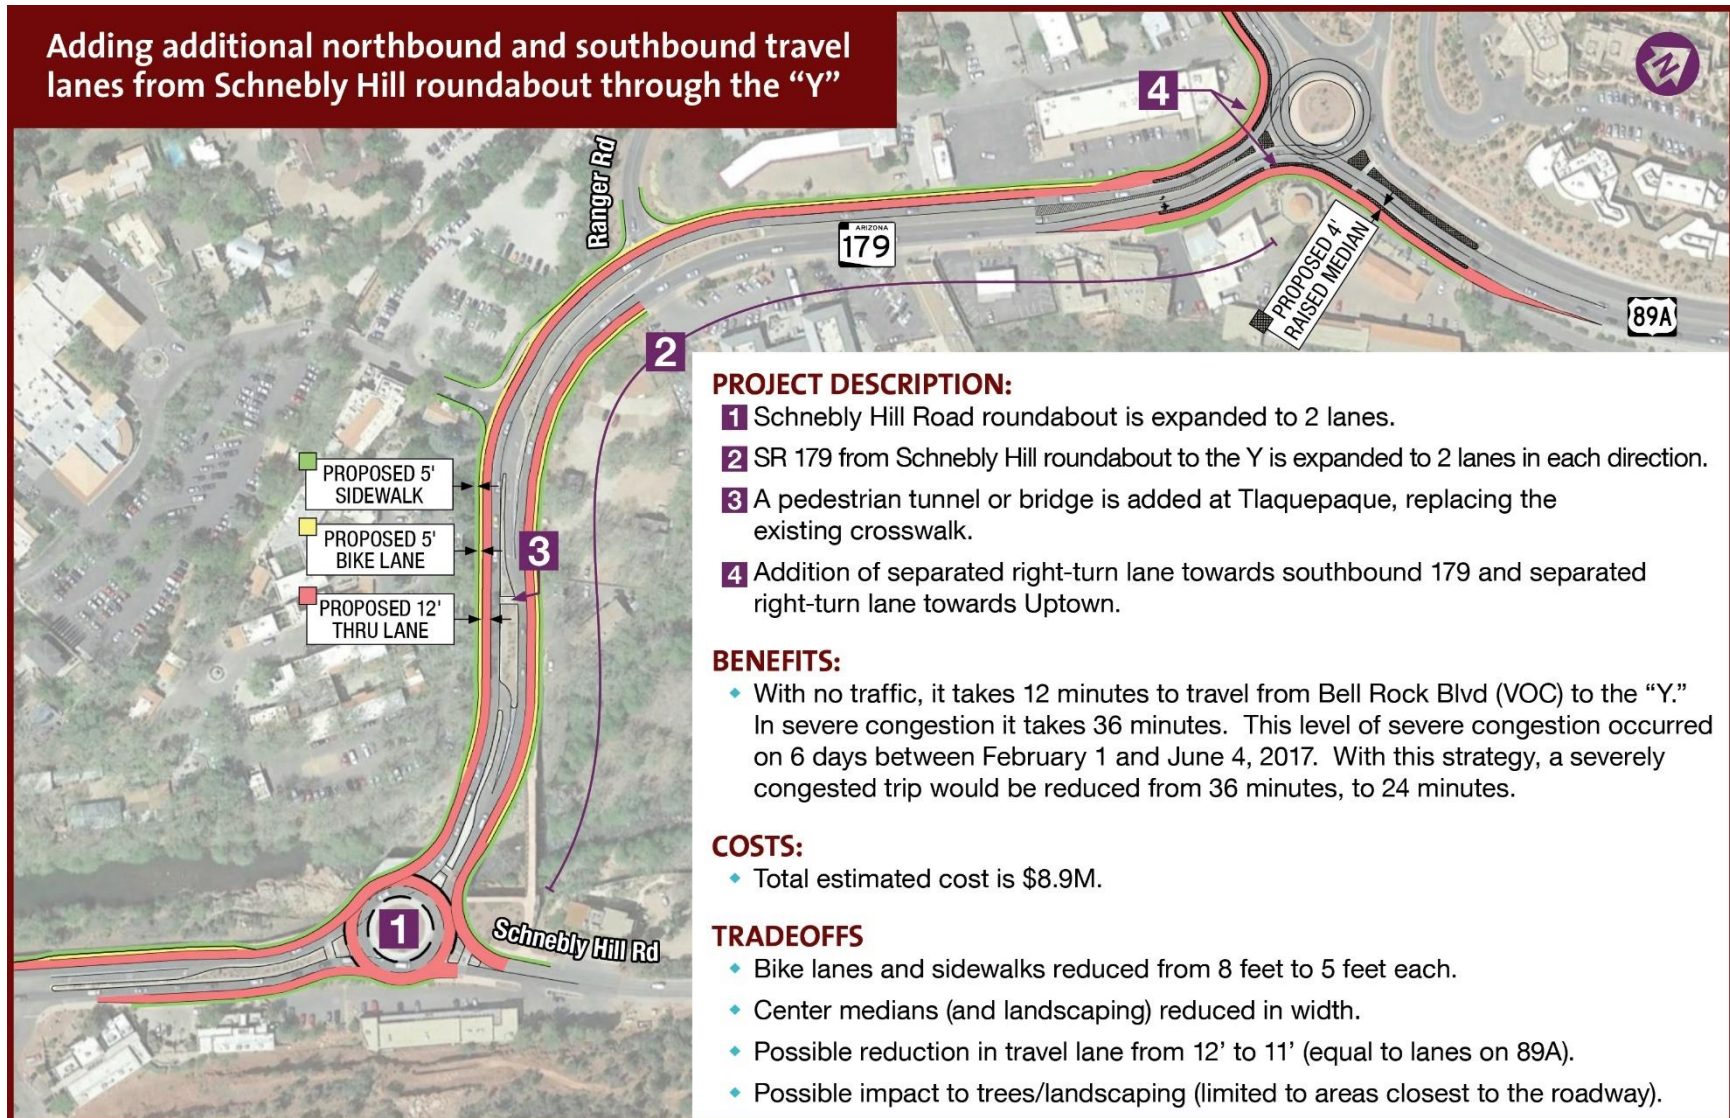 Adding additional northbound and southbound travel
lanes from Schnebly Hill roundabout through the “Y”
N
4
Ranger Rd
ARIZONA
179
PROPOSED 4'
RAISED MEDIAN
89A
2
PROPOSED 5'
SIDEWALK
PROPOSED 5'
BIKE LANE
3
PROPOSED 12'
THRU LANE
1
Schnebly Hill Rd
PROJECT DESCRIPTION:
1 Schnebly Hill Road roundabout is expanded to 2 lanes.
2 SR 179 from Schnebly Hill roundabout to the Y is expanded to 2 lanes in each direction.
3 A pedestrian tunnel or bridge is added at Tlaquepaque, replacing the
existing crosswalk.
4 Addition of separated right-turn lane towards southbound 179 and separated
right-turn lane towards Uptown.
BENEFITS:
With no traffic, it takes 12 minutes to travel from Bell Rock Blvd (VOC) to the “Y.”
In severe congestion it takes 36 minutes. This level of severe congestion occurred
on 6 days between February 1 and June 4, 2017. With this strategy, a severely
congested trip would be reduced from 36 minutes, to 24 minutes.
COSTS:
Total estimated cost is $8.9M.
TRADEOFFS
Bike lanes and sidewalks reduced from 8 feet to 5 feet each.
Center medians (and landscaping) reduced in width.
Possible reduction in travel lane from 12’ to 11’ (equal to lanes on 89A).
Possible impact to trees/landscaping (limited to areas closest to the roadway).